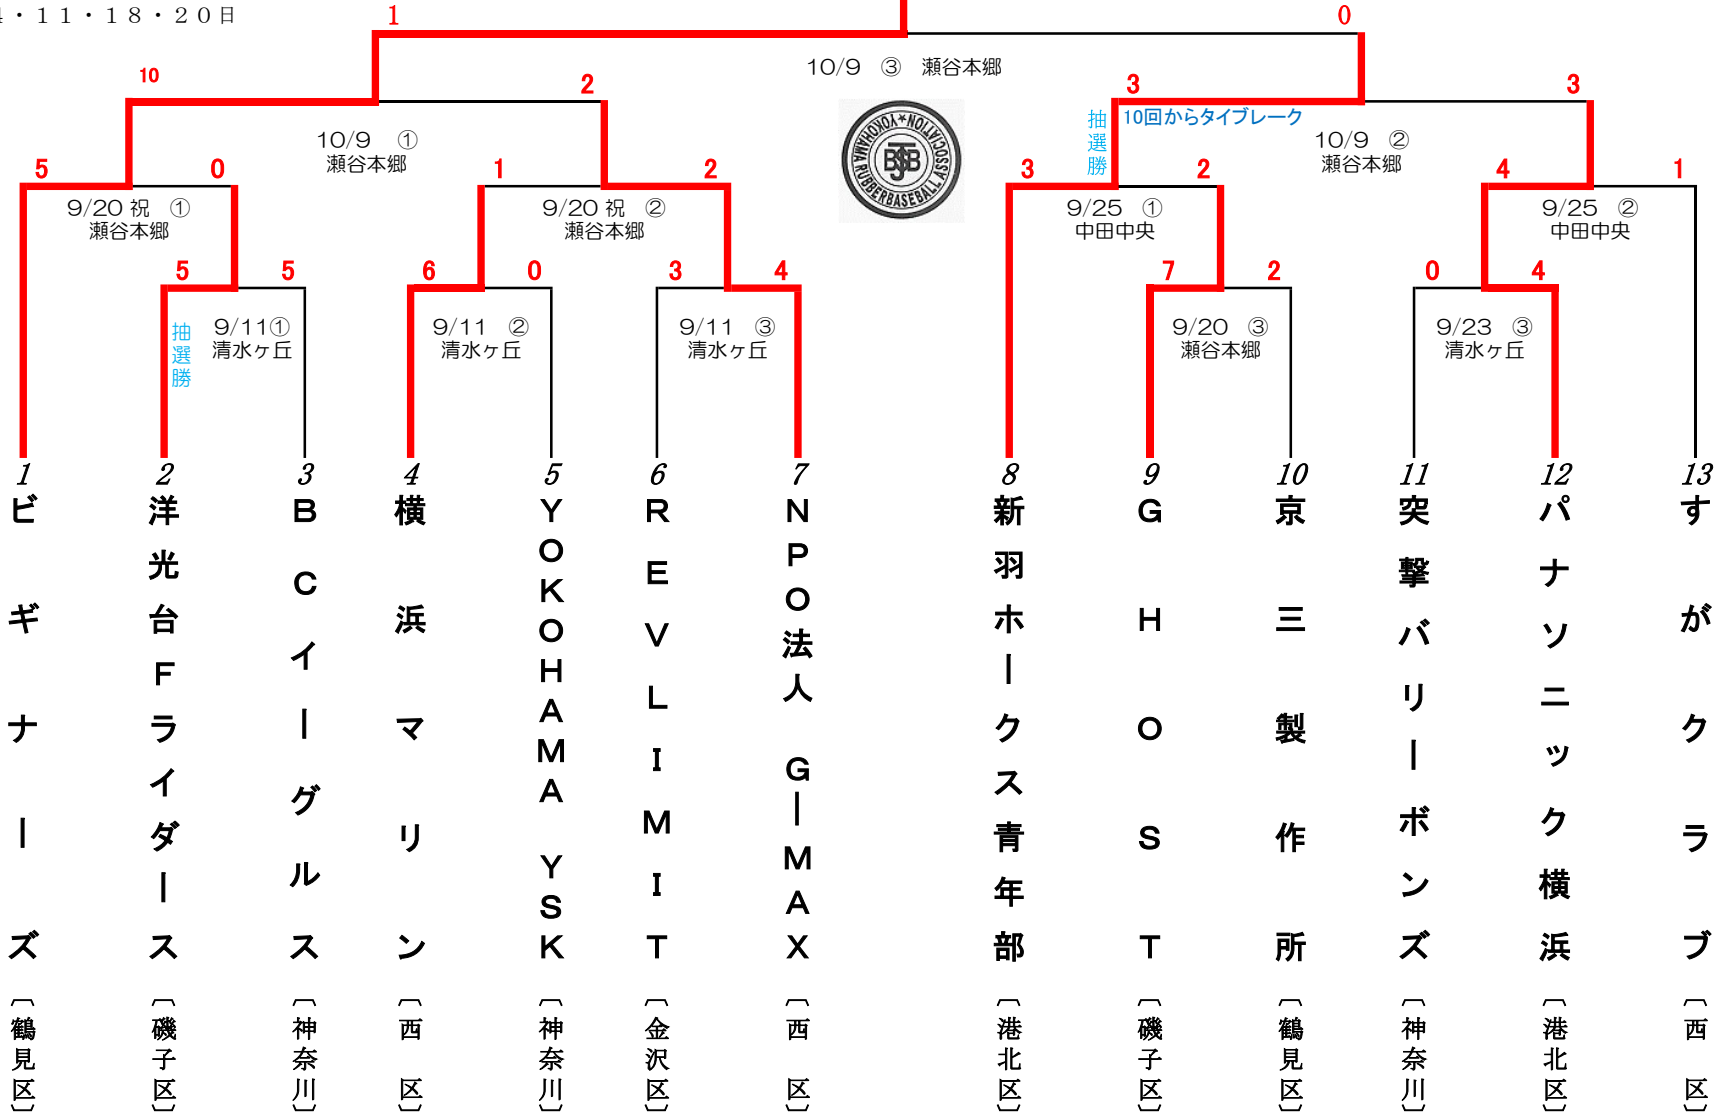 ・１１・１８・２０日
1
0
10/9 ③ 瀬谷本郷
10
2
3
3
抽選勝
10回からタイブレーク
10/9 ①
瀬谷本郷
10/9 ②
瀬谷本郷
YOKOHAMA RUBBERBASEBALL ASSOCIATION
5
0
1
2
3
2
4
1
9/20 祝 ①
瀬谷本郷
9/20 祝 ②
瀬谷本郷
9/25 ①
中田中央
9/25 ②
中田中央
5
5
6
0
3
4
7
2
0
4
抽選勝
9/11①
清水ヶ丘
9/11 ②
清水ヶ丘
9/11 ③
清水ヶ丘
9/20 ③
瀬谷本郷
9/23 ③
清水ヶ丘
1
ビギナーズ
〔鶴見区〕
2
洋光台Fライダース
〔磯子区〕
3
BCイーグルス
〔神奈川〕
4
横浜マリン
〔西 区〕
5
YOKOHAMA YSK
〔神奈川〕
6
REVLIMIT
〔金沢区〕
7
NPO法人 G―MAX
〔西 区〕
8
新羽ホークス青年部
〔港北区〕
9
GHOST
〔磯子区〕
10
京三製作所
〔鶴見区〕
11
突撃バリーボンズ
〔神奈川〕
12
パナソニック横浜
〔港北区〕
13
すがクラブ
〔西 区〕